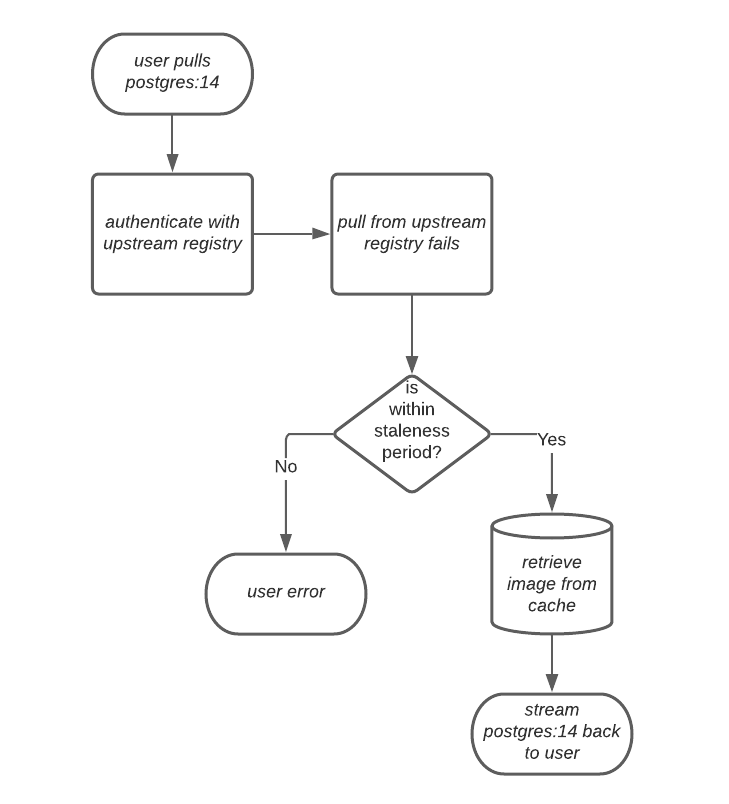 user pulls
postgres:14
authenticate with
upstream registry
pull from upstream
registry fails
is
within
staleness
period?
No
Yes
retrieve
image from
cache
user error
stream
postgres:14 back
to user